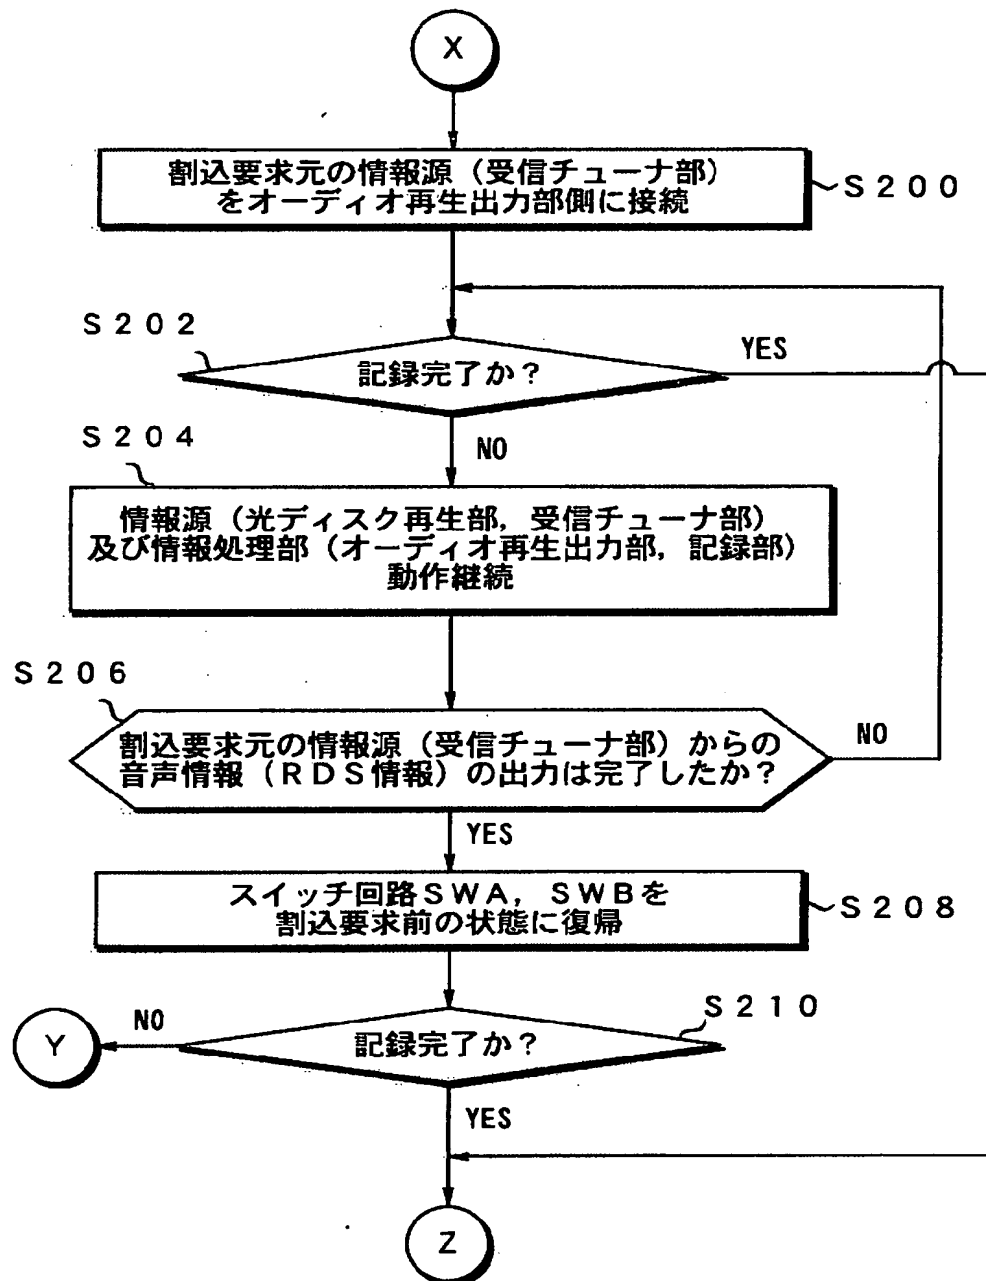 X
割込要求元の情報源(受信チューナ部)
をオーディオ再生出力部側に接続
S200
S202
記録完了か?
YES
NO
S204
情報源(光ディスク再生部,受信チューナ部)
及び情報処理部(オーディオ再生出力部,記録部)
動作継続
S206
割込要求元の情報源(受信チューナ部)からの
音声情報(RDS情報)の出力は完了したか?
NO
YES
スイッチ回路SWA,SWBを
割込要求前の状態に復帰
S208
S210
記録完了か?
NO
Y
YES
Z